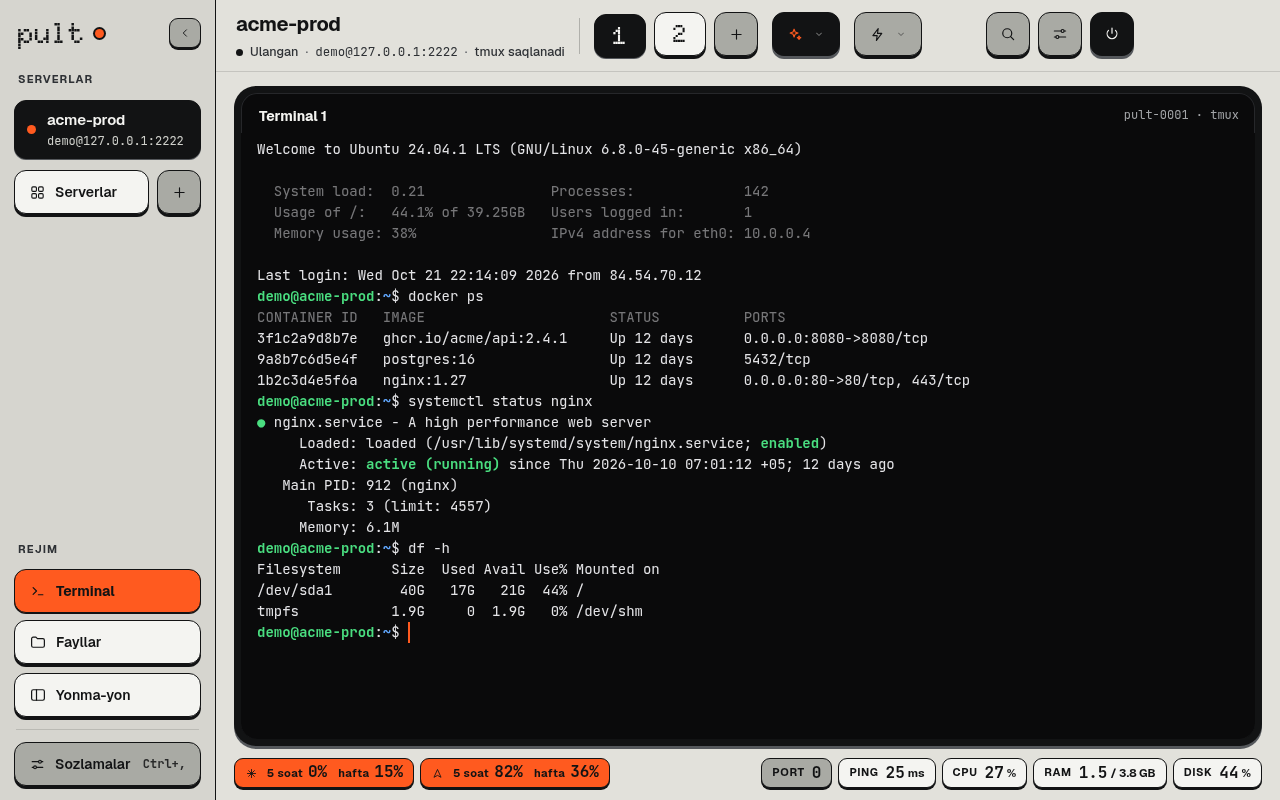 pult
SERVERLAR
acme-prod
demo@127.0.0.1:2222
Serverlar
REJIM
Terminal
Fayllar
Yonma-yon
Sozlamalar Ctrl+,
acme-prod
Ulangan · demo@127.0.0.1:2222 · tmux saqlanadi
1 2
Terminal 1
pult-0001 · tmux
Welcome to Ubuntu 24.04.1 LTS (GNU/Linux 6.8.0-45-generic x86_64)
System load: 0.21 Processes: 142
Usage of /: 44.1% of 39.25GB Users logged in: 1
Memory usage: 38% IPv4 address for eth0: 10.0.0.4
Last login: Wed Oct 21 22:14:09 2026 from 84.54.70.12
demo@acme-prod:~$ docker ps
CONTAINER ID IMAGE STATUS PORTS
3f1c2a9d8b7e ghcr.io/acme/api:2.4.1 Up 12 days 0.0.0.0:8080->8080/tcp
9a8b7c6d5e4f postgres:16 Up 12 days 5432/tcp
1b2c3d4e5f6a nginx:1.27 Up 12 days 0.0.0.0:80->80/tcp, 443/tcp
demo@acme-prod:~$ systemctl status nginx
● nginx.service - A high performance web server
Loaded: loaded (/usr/lib/systemd/system/nginx.service; enabled)
Active: active (running) since Thu 2026-10-10 07:01:12 +05; 12 days ago
Main PID: 912 (nginx)
Tasks: 3 (limit: 4557)
Memory: 6.1M
demo@acme-prod:~$ df -h
Filesystem Size Used Avail Use% Mounted on
/dev/sda1 40G 17G 21G 44% /
tmpfs 1.9G 0 1.9G 0% /dev/shm
demo@acme-prod:~$
5 soat 0% hafta 15%
5 soat 82% hafta 36%
PORT 0
PING 25 ms
CPU 27 %
RAM 1.5 / 3.8 GB
DISK 44 %